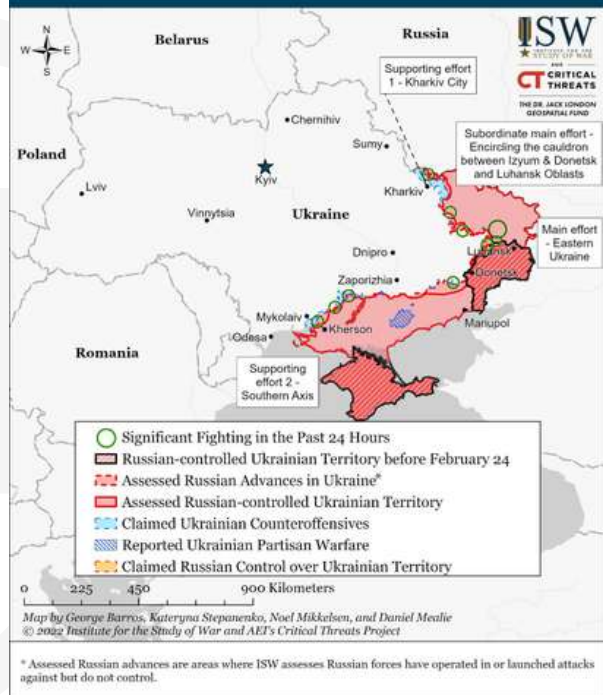 N
W
E
S
Belarus
Russia
ISW
INSTITUTE FOR THE
STUDY OF WAR
AND
CT CRITICAL
THREATS
THE DR. JACK LONDON
GEOSPATIAL FUND
Supporting effort
1 - Kharkiv City
Chernihiv
Sumy
Subordinate main effort -
Encircling the cauldron
between Izyum & Donetsk
and Luhansk Oblasts
Poland
Kyiv
Lviv
Kharkiv
Vinnytsia
Ukraine
Main effort
- Eastern
Ukraine
Dnipro
Luhansk
Donetsk
Zaporizhia
Mykolaiv
Mariupol
Kherson
Odesa
Romania
Supporting
effort 2 -
Southern Axis
Significant Fighting in the Past 24 Hours
Russian-controlled Ukrainian Territory before February 24
Assessed Russian Advances in Ukraine*
Assessed Russian-controlled Ukrainian Territory
Claimed Ukrainian Counteroffensives
Reported Ukrainian Partisan Warfare
Claimed Russian Control over Ukrainian Territory
0 225 450 900 Kilometers
Map by George Barros, Kateryna Stepanenko, Noel Mikkelsen, and Daniel Mealie
© 2022 Institute for the Study of War and AEI's Critical Threats Project
* Assessed Russian advances are areas where ISW assesses Russian forces have operated in or launched attacks
against but do not control.